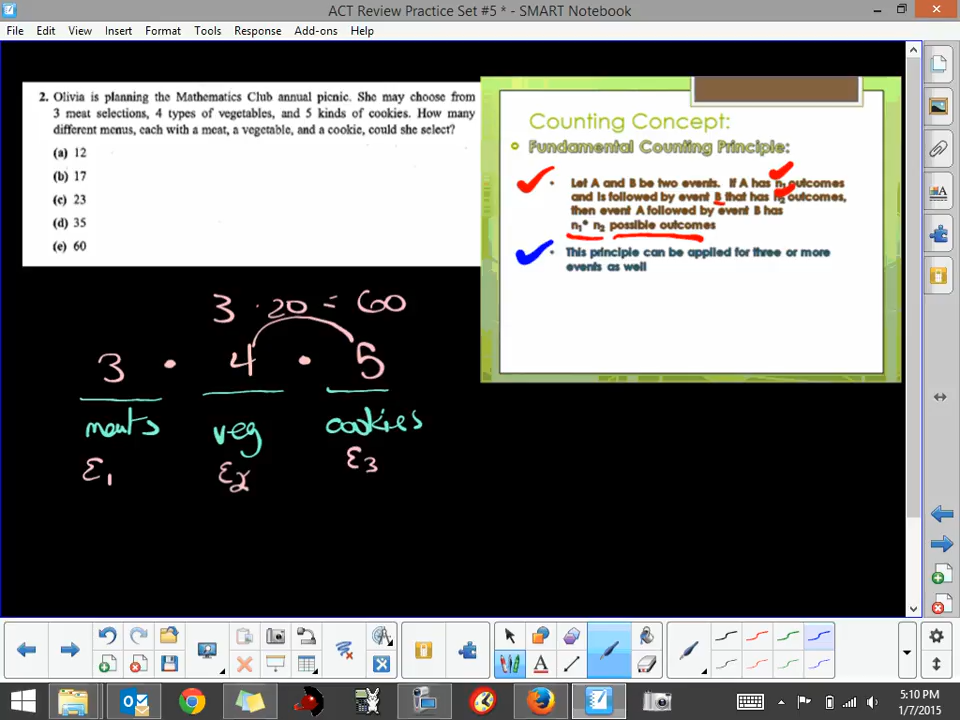 ACT Review Practice Set #5 * - SMART Notebook
File Edit View Insert Format Tools Response Add-ons Help
2. Olivia is planning the Mathematics Club annual picnic. She may choose from
3 meat selections, 4 types of vegetables, and 5 kinds of cookies. How many
different menus, each with a meat, a vegetable, and a cookie, could she select?
(a) 12
(b) 17
(c) 23
(d) 35
(e) 60
Counting Concept:
Fundamental Counting Principle:
Let A and B be two events. If A has n₁ outcomes
and is followed by event B that has n₂ outcomes,
then event A followed by event B has
n₁* n₂ possible outcomes
This principle can be applied for three or more
events as well
3 · 20 = 60
3 · 4 · 5
meats veg cookies
E1 E2 E3
5:10 PM
1/7/2015